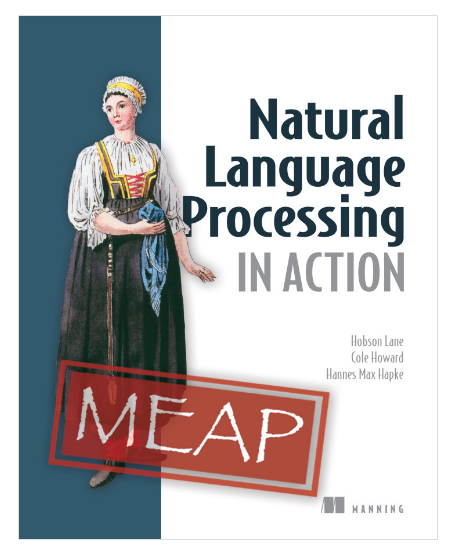 Natural
Language
Processing
IN ACTION
Hobson Lane
Cole Howard
Hannes Max Hapke
MEAP
MANNING